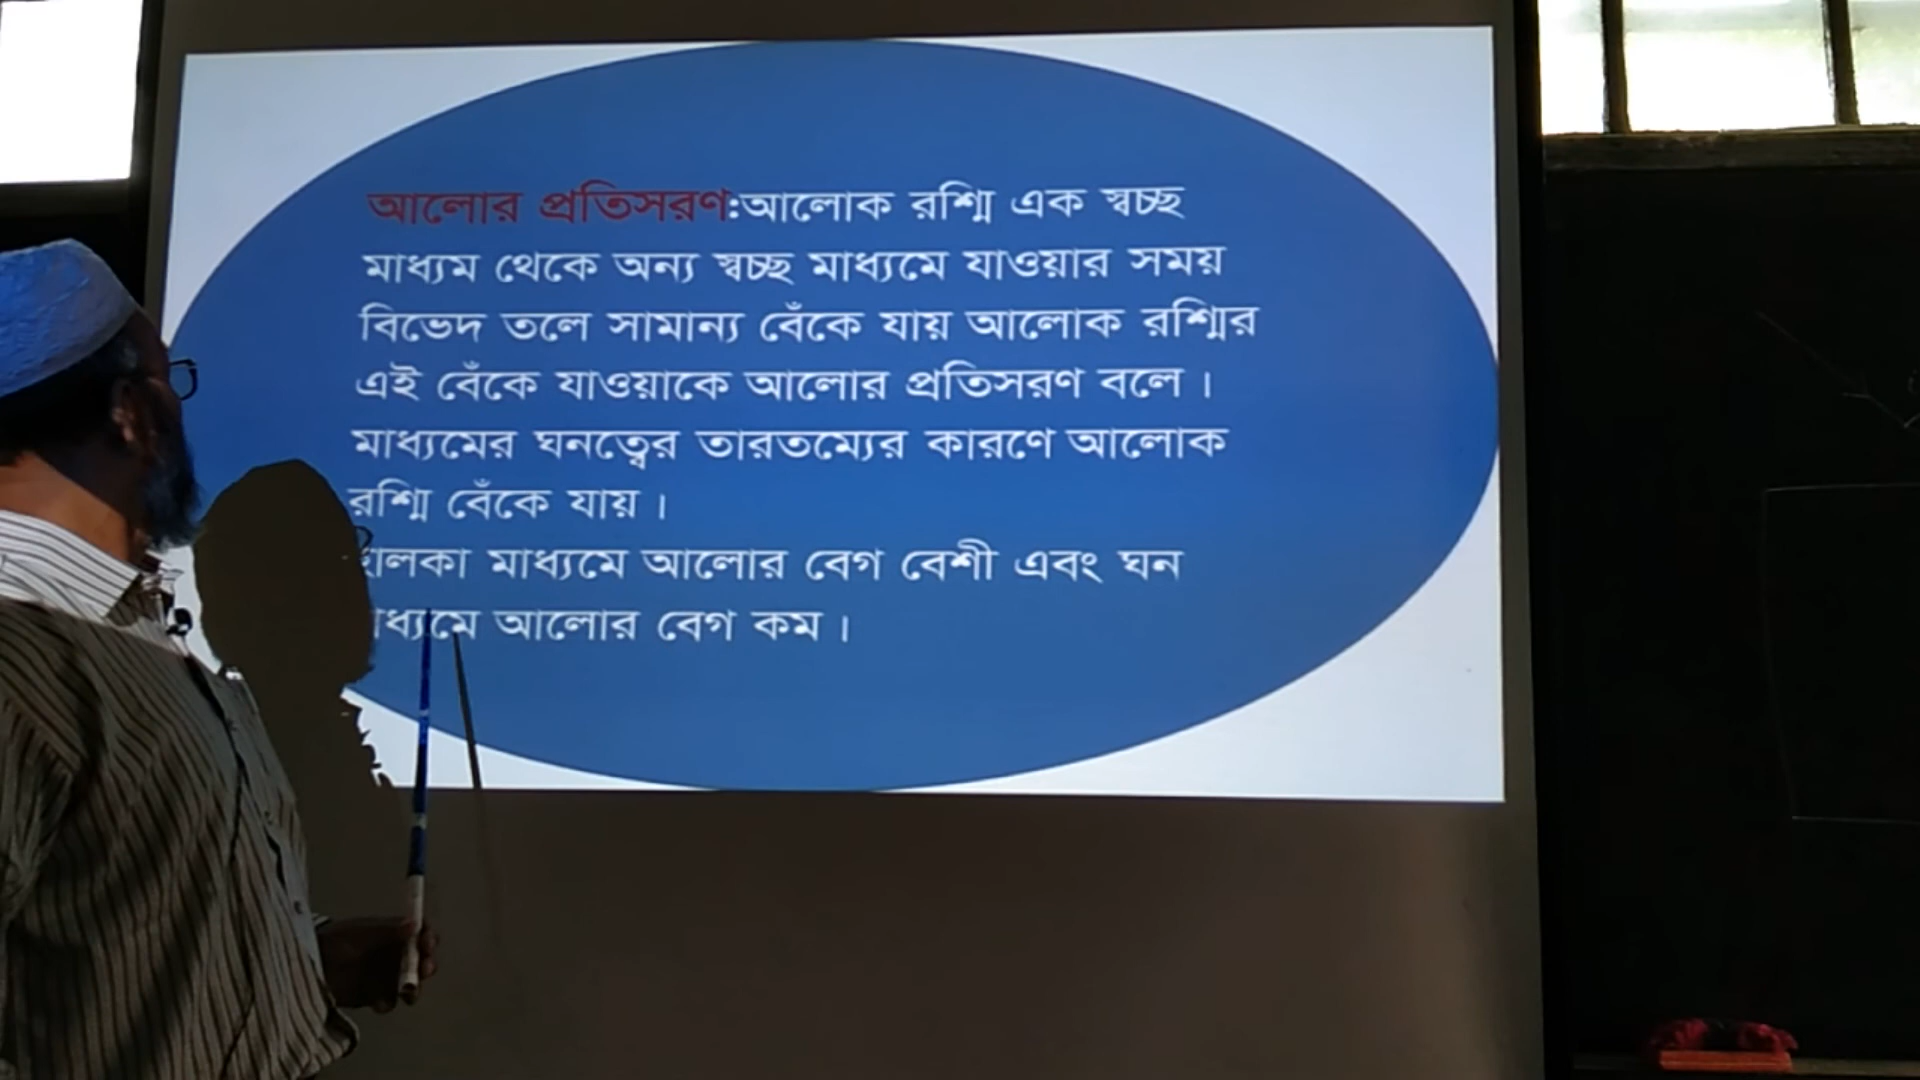 আলোর প্রতিসরণ:আলোক রশ্মি এক স্বচ্ছ
মাধ্যম থেকে অন্য স্বচ্ছ মাধ্যমে যাওয়ার সময়
বিভেদ তলে সামান্য বেঁকে যায় আলোক রশ্মির
এই বেঁকে যাওয়াকে আলোর প্রতিসরণ বলে।
মাধ্যমের ঘনত্বের তারতম্যের কারণে আলোক
রশ্মি বেঁকে যায়।
হালকা মাধ্যমে আলোর বেগ বেশী এবং ঘন
মাধ্যমে আলোর বেগ কম।